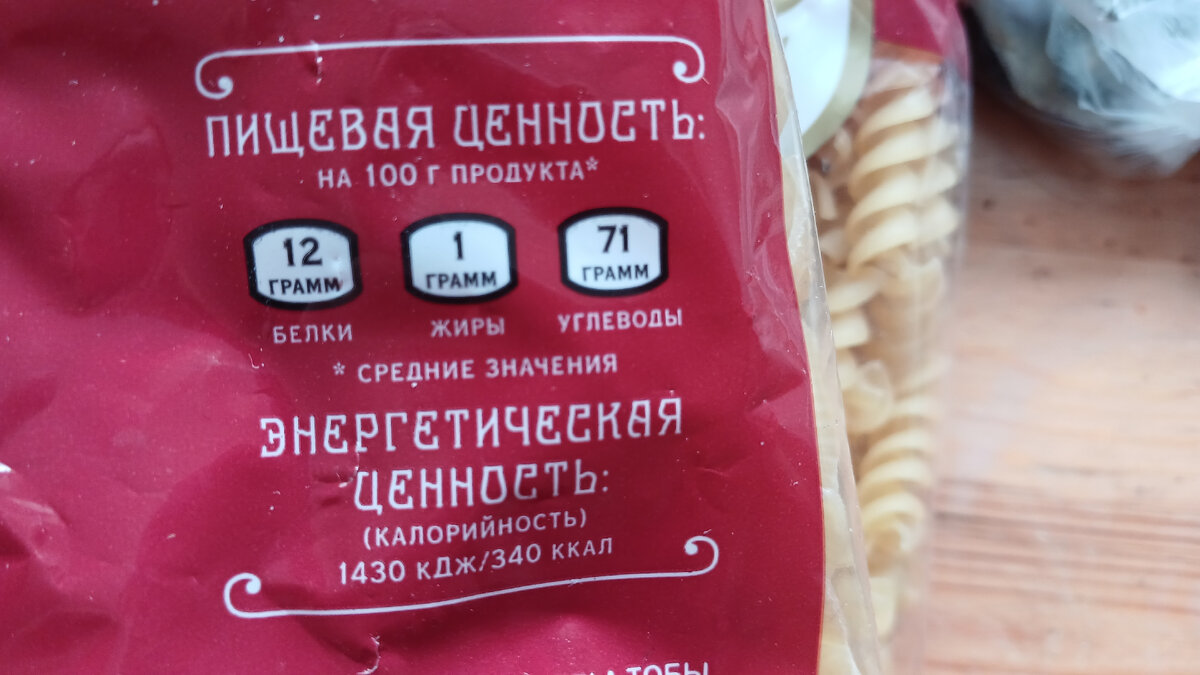 ПИЩЕВАЯ ЦЕННОСТЬ:
НА 100 Г ПРОДУКТА*
12 1 71
ГРАММ ГРАММ ГРАММ
БЕЛКИ ЖИРЫ УГЛЕВОДЫ
* СРЕДНИЕ ЗНАЧЕНИЯ
ЭНЕРГЕТИЧЕСКАЯ
ЦЕННОСТЬ:
(КАЛОРИЙНОСТЬ)
1430 КДЖ/340 ККАЛ